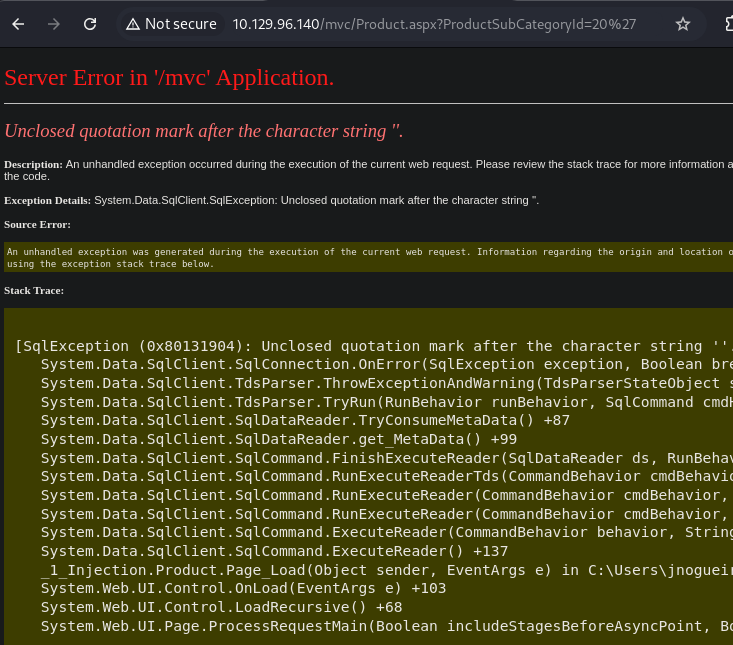 Not secure 10.129.96.140/mvc/Product.aspx?ProductSubCategoryId=20%27
Server Error in '/mvc' Application.
Unclosed quotation mark after the character string ''.
Description: An unhandled exception occurred during the execution of the current web request. Please review the stack trace for more information a
the code.
Exception Details: System.Data.SqlClient.SqlException: Unclosed quotation mark after the character string ''.
Source Error:
An unhandled exception was generated during the execution of the current web request. Information regarding the origin and location o
using the exception stack trace below.
Stack Trace:
[SqlException (0x80131904): Unclosed quotation mark after the character string ''.
System.Data.SqlClient.SqlConnection.OnError(SqlException exception, Boolean bre
System.Data.SqlClient.TdsParser.ThrowExceptionAndWarning(TdsParserStateObject s
System.Data.SqlClient.TdsParser.TryRun(RunBehavior runBehavior, SqlCommand cmdH
System.Data.SqlClient.SqlDataReader.TryConsumeMetaData() +87
System.Data.SqlClient.SqlDataReader.get_MetaData() +99
System.Data.SqlClient.SqlCommand.FinishExecuteReader(SqlDataReader ds, RunBehav
System.Data.SqlClient.SqlCommand.RunExecuteReaderTds(CommandBehavior cmdBehavio
System.Data.SqlClient.SqlCommand.RunExecuteReader(CommandBehavior cmdBehavior,
System.Data.SqlClient.SqlCommand.RunExecuteReader(CommandBehavior cmdBehavior,
System.Data.SqlClient.SqlCommand.ExecuteReader(CommandBehavior behavior, String
System.Data.SqlClient.SqlCommand.ExecuteReader() +137
_1_Injection.Product.Page_Load(Object sender, EventArgs e) in C:\Users\jnogueir
System.Web.UI.Control.OnLoad(EventArgs e) +103
System.Web.UI.Control.LoadRecursive() +68
System.Web.UI.Page.ProcessRequestMain(Boolean includeStagesBeforeAsyncPoint, Bo